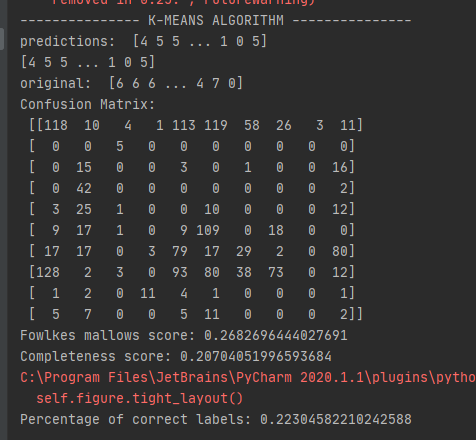 removed in 0.25. , FutureWarning)
--------------- K-MEANS ALGORITHM ---------------
predictions:  [4 5 5 ... 1 0 5]
[4 5 5 ... 1 0 5]
original:  [6 6 6 ... 4 7 0]
Confusion Matrix:
[[118  10   4   1 113 119  58  26   3  11]
[  0   0   5   0   0   0   0   0   0   0]
[  0  15   0   0   3   0   1   0   0  16]
[  0  42   0   0   0   0   0   0   0   2]
[  3  25   1   0   0  10   0   0   0  12]
[  9  17   1   0   9 109   0  18   0   0]
[ 17  17   0   3  79  17  29   2   0  80]
[128   2   3   0  93  80  38  73   0  12]
[  1   2   0  11   4   1   0   0   0   1]
[  5   7   0   0   5  11   0   0   0   2]]
Fowlkes mallows score: 0.2682696444027691
Completeness score: 0.20704051996593684
C:\Program Files\JetBrains\PyCharm 2020.1.1\plugins\pytho
self.figure.tight_layout()
Percentage of correct labels: 0.22304582210242588